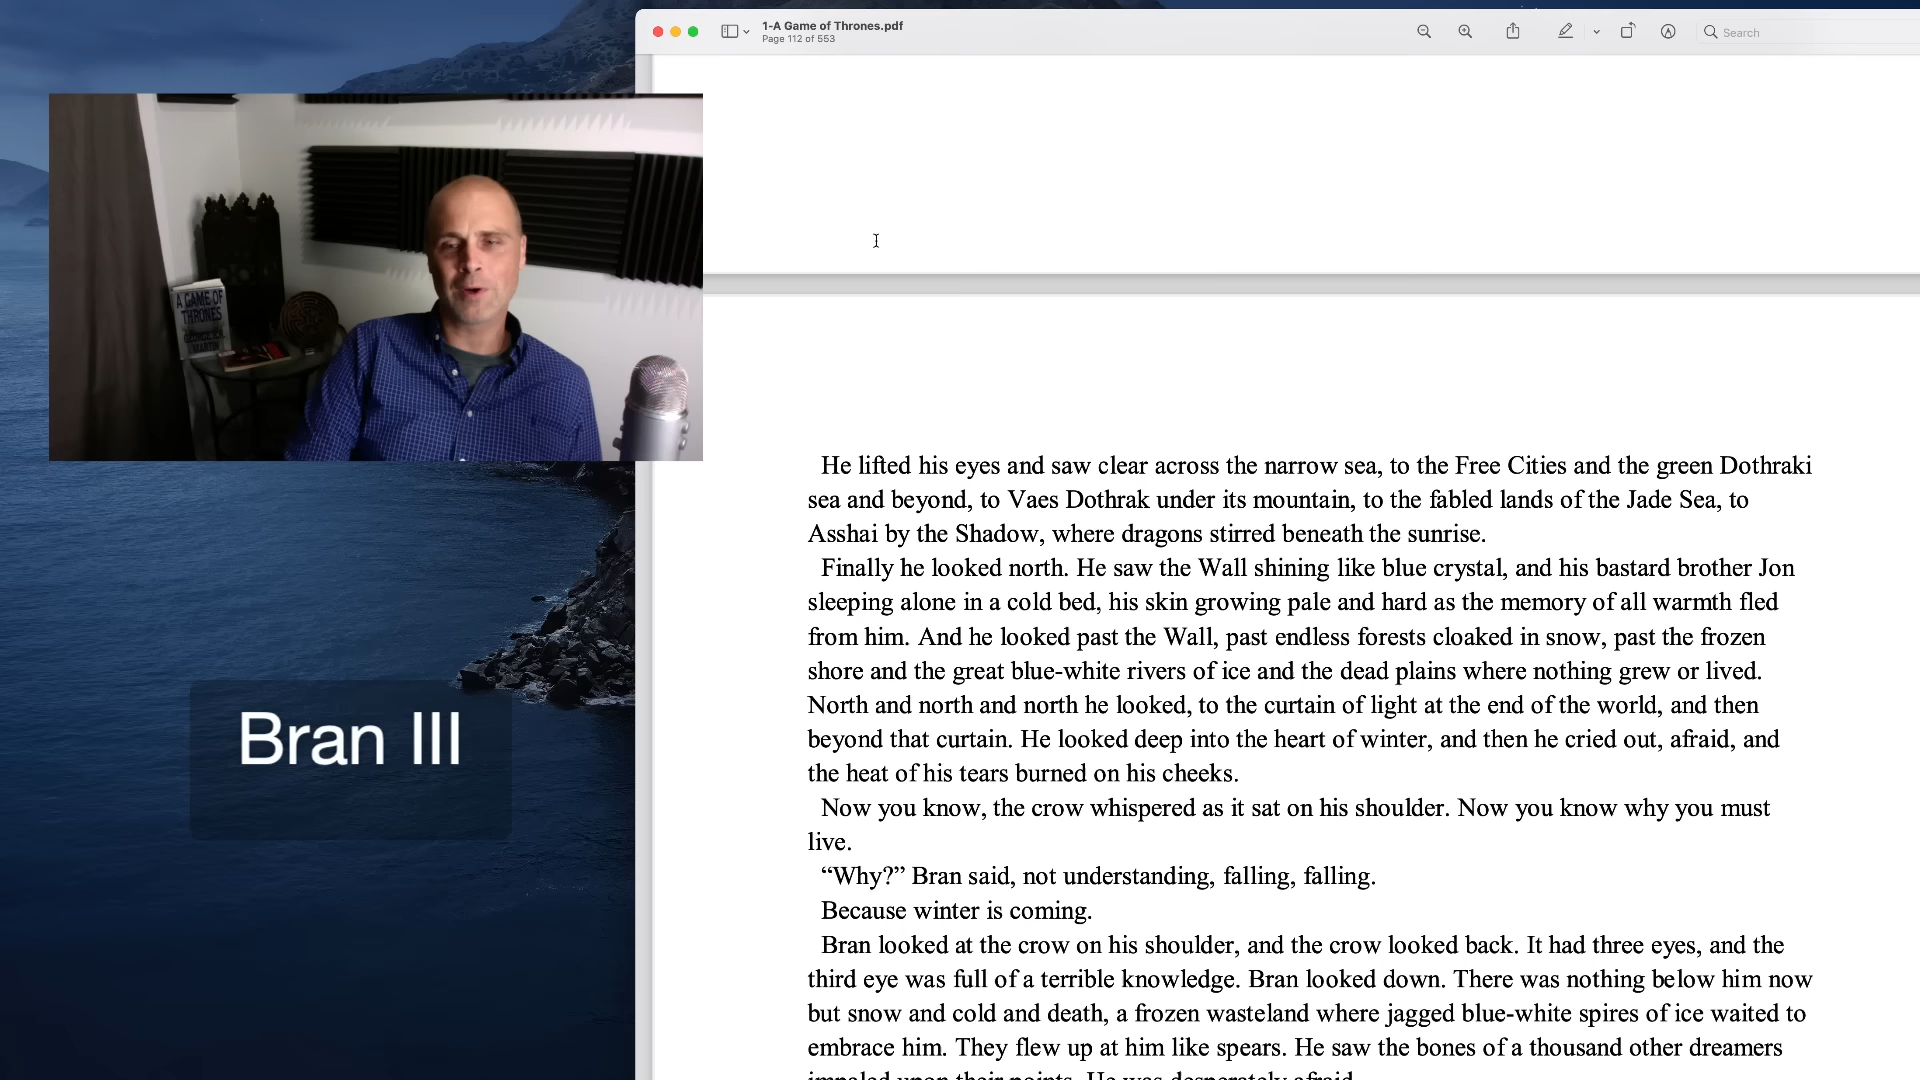 1-A Game of Thrones.pdf
Page 112 of 553
Search
A GAME OF
THRONES
GEORGE R.R.
MARTIN
He lifted his eyes and saw clear across the narrow sea, to the Free Cities and the green Dothraki
sea and beyond, to Vaes Dothrak under its mountain, to the fabled lands of the Jade Sea, to
Asshai by the Shadow, where dragons stirred beneath the sunrise.
Finally he looked north. He saw the Wall shining like blue crystal, and his bastard brother Jon
sleeping alone in a cold bed, his skin growing pale and hard as the memory of all warmth fled
from him. And he looked past the Wall, past endless forests cloaked in snow, past the frozen
shore and the great blue-white rivers of ice and the dead plains where nothing grew or lived.
North and north and north he looked, to the curtain of light at the end of the world, and then
beyond that curtain. He looked deep into the heart of winter, and then he cried out, afraid, and
the heat of his tears burned on his cheeks.
Now you know, the crow whispered as it sat on his shoulder. Now you know why you must
live.
“Why?” Bran said, not understanding, falling, falling.
Because winter is coming.
Bran looked at the crow on his shoulder, and the crow looked back. It had three eyes, and the
third eye was full of a terrible knowledge. Bran looked down. There was nothing below him now
but snow and cold and death, a frozen wasteland where jagged blue-white spires of ice waited to
embrace him. They flew up at him like spears. He saw the bones of a thousand other dreamers
impaled upon their points. He was desperately afraid.
Bran III